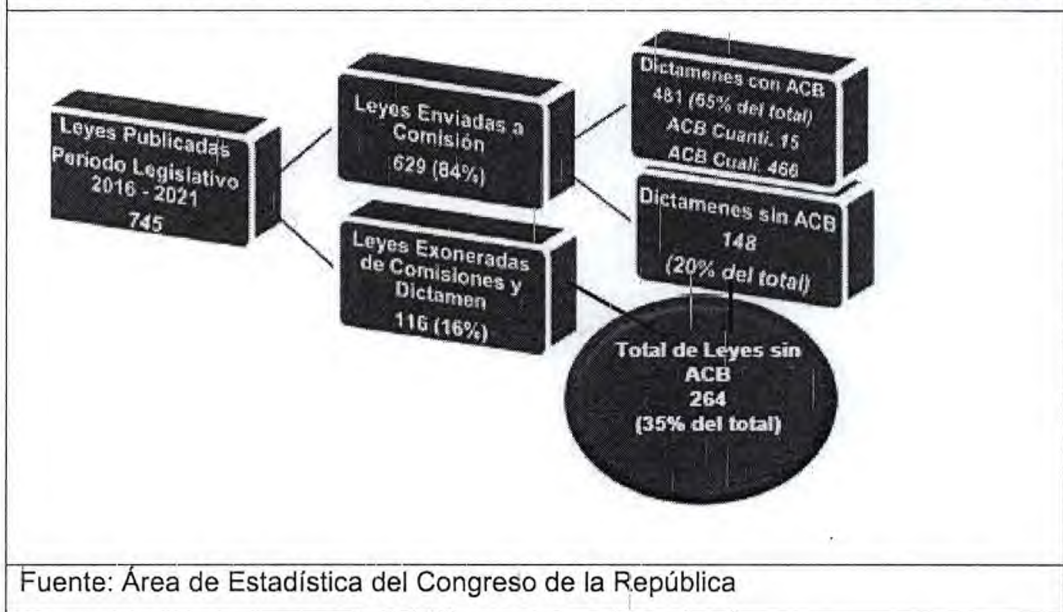 Leyes Publicadas
Período Legislativo
2016 - 2021
745
Leyes Enviadas a
Comisión
629 (84%)
Leyes Exoneradas
de Comisiones y
Dictamen
116 (16%)
Dictamenes con ACB
481 (65% del total)
ACB Cuanti. 15
ACB Cuali. 466
Dictamenes sin ACB
148
(20% del total)
Total de Leyes sin
ACB
264
(35% del total)
Fuente: Área de Estadística del Congreso de la República